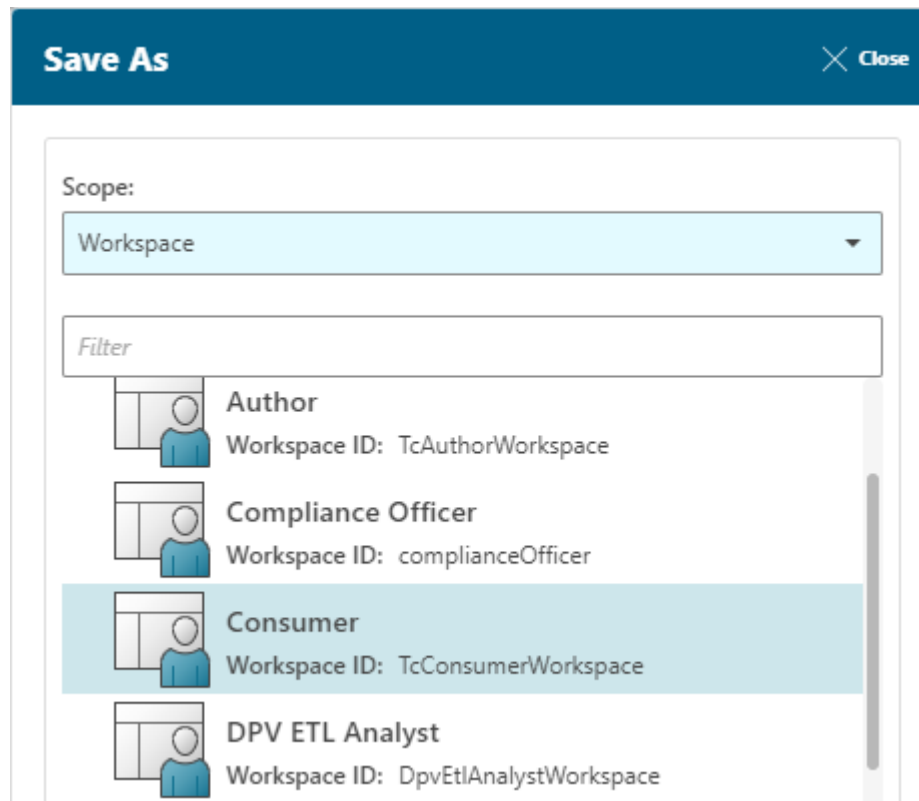 Save As
Close
Scope:
Workspace
Filter
Author
Workspace ID: TcAuthorWorkspace
Compliance Officer
Workspace ID: complianceOfficer
Consumer
Workspace ID: TcConsumerWorkspace
DPV ETL Analyst
Workspace ID: DpvEtlAnalystWorkspace